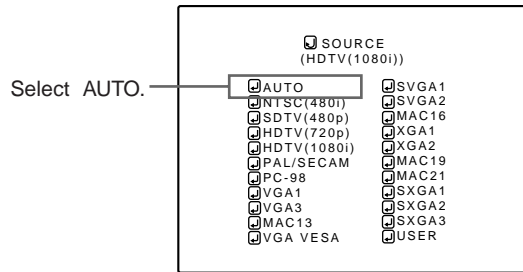 SOURCE
(HDTV(1080i))
Select AUTO.
AUTO
NTSC(480i)
SDTV(480p)
HDTV(720p)
HDTV(1080i)
PAL/SECAM
PC-98
VGA1
VGA3
MAC13
VGA VESA
SVGA1
SVGA2
MAC16
XGA1
XGA2
MAC19
MAC21
SXGA1
SXGA2
SXGA3
USER